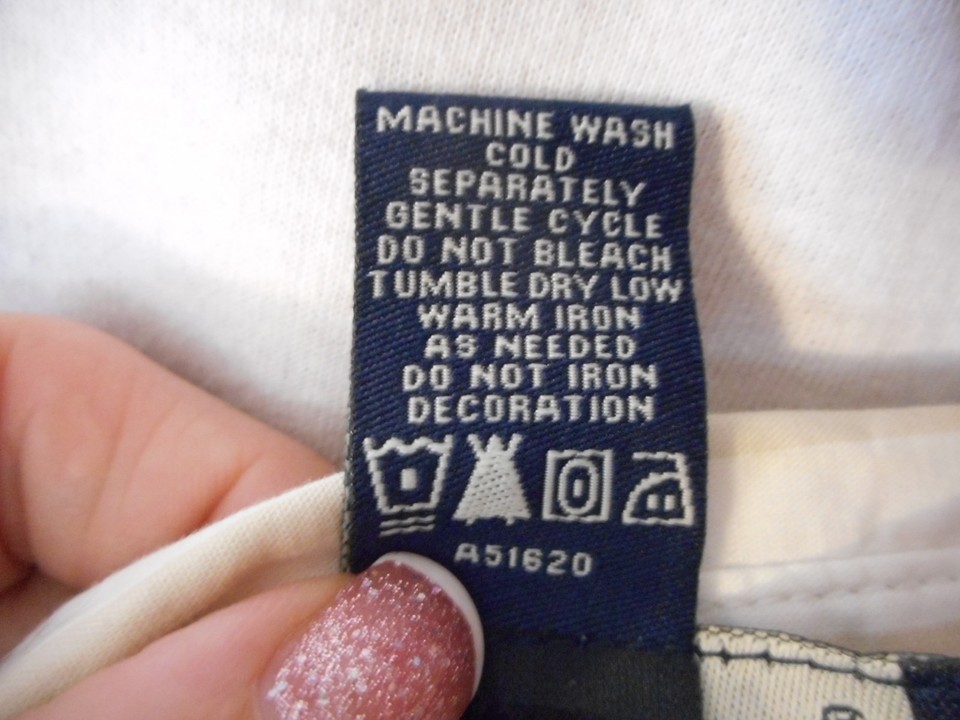 MACHINE WASH
COLD
SEPARATELY
GENTLE CYCLE
DO NOT BLEACH
TUMBLE DRY LOW
WARM IRON
AS NEEDED
DO NOT IRON
DECORATION
A51620